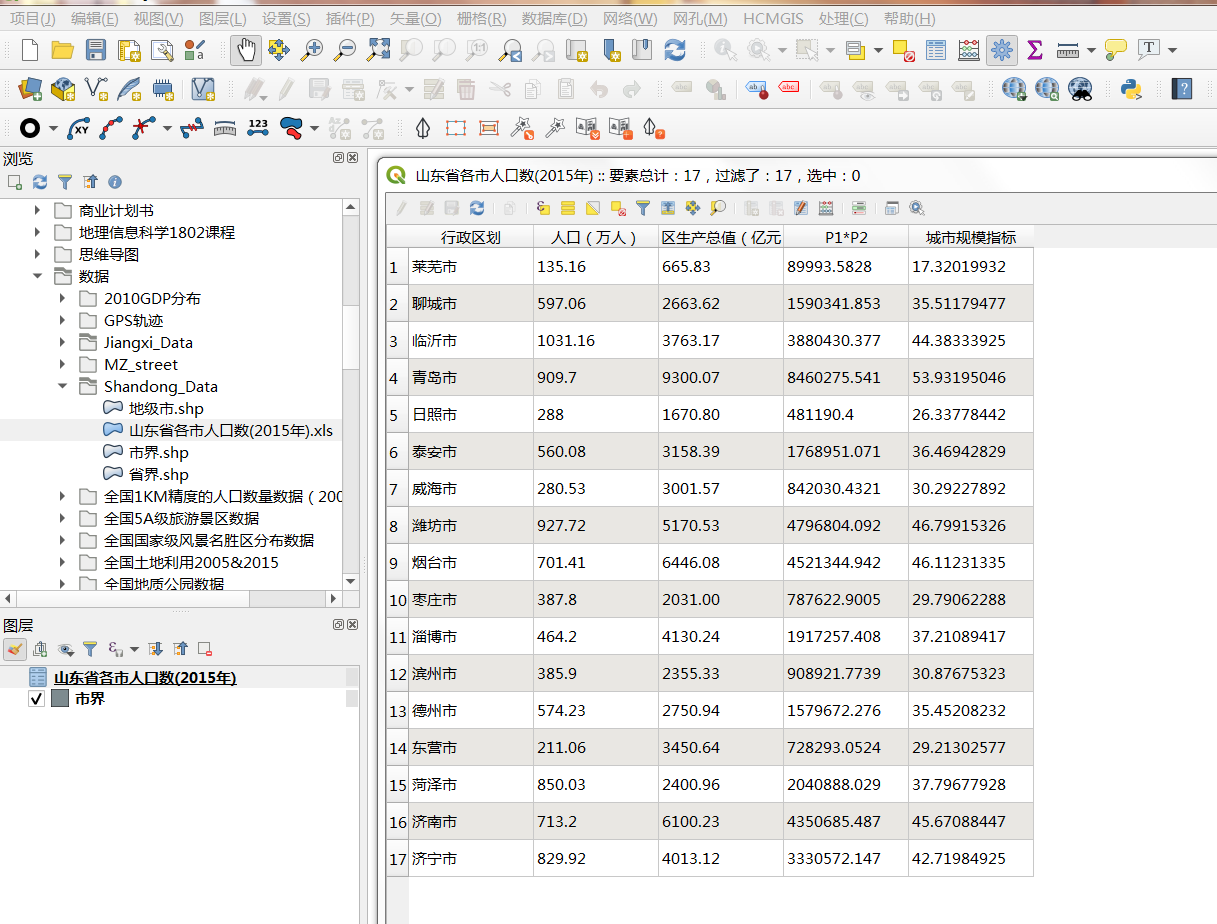 项目(J) 编辑(E) 视图(V) 图层(L) 设置(S) 插件(P) 矢量(O) 栅格(R) 数据库(D) 网络(W) 网孔(M) HCMGIS 处理(C) 帮助(H)
浏览
商业计划书
地理信息科学1802课程
思维导图
数据
2010GDP分布
GPS轨迹
Jiangxi_Data
MZ_street
Shandong_Data
地级市.shp
山东省各市人口数(2015年).xls
市界.shp
省界.shp
全国1KM精度的人口数量数据（200
全国5A级旅游景区数据
全国国家级风景名胜区分布数据
全国土地利用2005&2015
全国地质公园数据
图层
山东省各市人口数(2015年)
市界
山东省各市人口数(2015年) :: 要素总计：17，过滤了：17，选中：0
行政区划 人口（万人） 区生产总值（亿元 P1*P2 城市规模指标
1 莱芜市 135.16 665.83 89993.5828 17.32019932
2 聊城市 597.06 2663.62 1590341.853 35.51179477
3 临沂市 1031.16 3763.17 3880430.377 44.38333925
4 青岛市 909.7 9300.07 8460275.541 53.93195046
5 日照市 288 1670.80 481190.4 26.33778442
6 泰安市 560.08 3158.39 1768951.071 36.46942829
7 威海市 280.53 3001.57 842030.4321 30.29227892
8 潍坊市 927.72 5170.53 4796804.092 46.79915326
9 烟台市 701.41 6446.08 4521344.942 46.11231335
10 枣庄市 387.8 2031.00 787622.9005 29.79062288
11 淄博市 464.2 4130.24 1917257.408 37.21089417
12 滨州市 385.9 2355.33 908921.7739 30.87675323
13 德州市 574.23 2750.94 1579672.276 35.45208232
14 东营市 211.06 3450.64 728293.0524 29.21302577
15 菏泽市 850.03 2400.96 2040888.029 37.79677928
16 济南市 713.2 6100.23 4350685.487 45.67088447
17 济宁市 829.92 4013.12 3330572.147 42.71984925